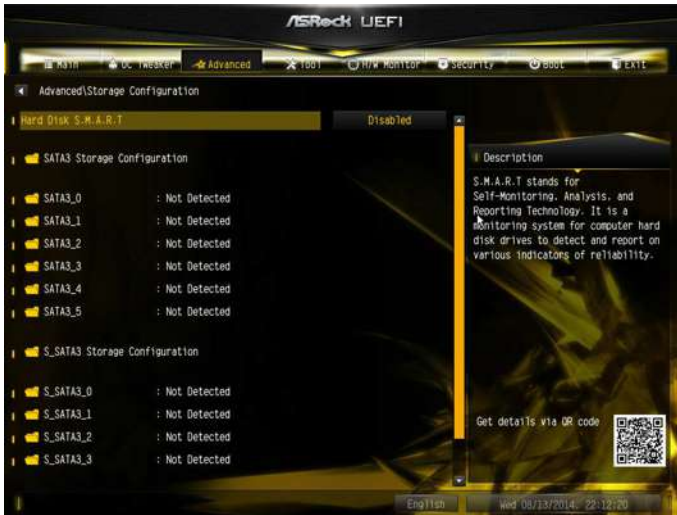 ASRock UEFI
Main OC Tweaker Advanced Tool H/W Monitor Security Boot Exit
Advanced\Storage Configuration
Hard Disk S.M.A.R.T Disabled
SATA3 Storage Configuration
SATA3_0 : Not Detected
SATA3_1 : Not Detected
SATA3_2 : Not Detected
SATA3_3 : Not Detected
SATA3_4 : Not Detected
SATA3_5 : Not Detected
S_SATA3 Storage Configuration
S_SATA3_0 : Not Detected
S_SATA3_1 : Not Detected
S_SATA3_2 : Not Detected
S_SATA3_3 : Not Detected
Description
S.M.A.R.T stands for
Self-Monitoring, Analysis, and
Reporting Technology. It is a
monitoring system for computer hard
disk drives to detect and report on
various indicators of reliability.
Get details via QR code
English Wed 08/13/2014, 22:12:20